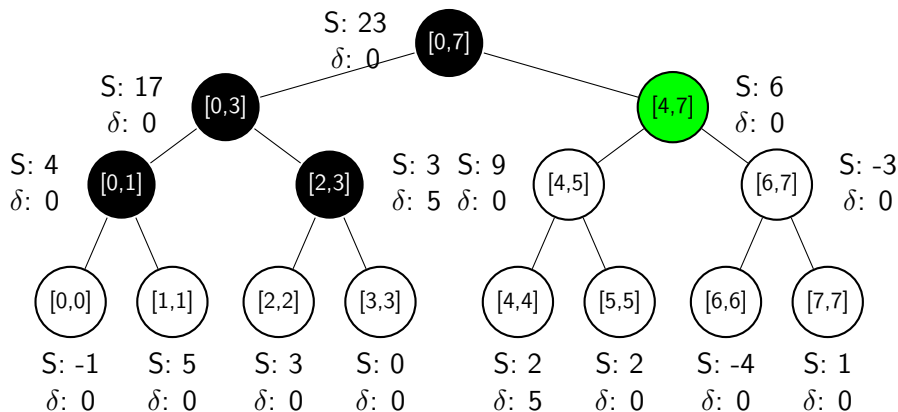 S: 23
δ: 0
[0,7]
S: 17
δ: 0
[0,3]
[4,7]
S: 6
δ: 0
S: 4
δ: 0
[0,1]
[2,3]
S: 3
δ: 5
S: 9
δ: 0
[4,5]
[6,7]
S: -3
δ: 0
[0,0]
[1,1]
[2,2]
[3,3]
[4,4]
[5,5]
[6,6]
[7,7]
S: -1
δ: 0
S: 5
δ: 0
S: 3
δ: 0
S: 0
δ: 0
S: 2
δ: 5
S: 2
δ: 0
S: -4
δ: 0
S: 1
δ: 0